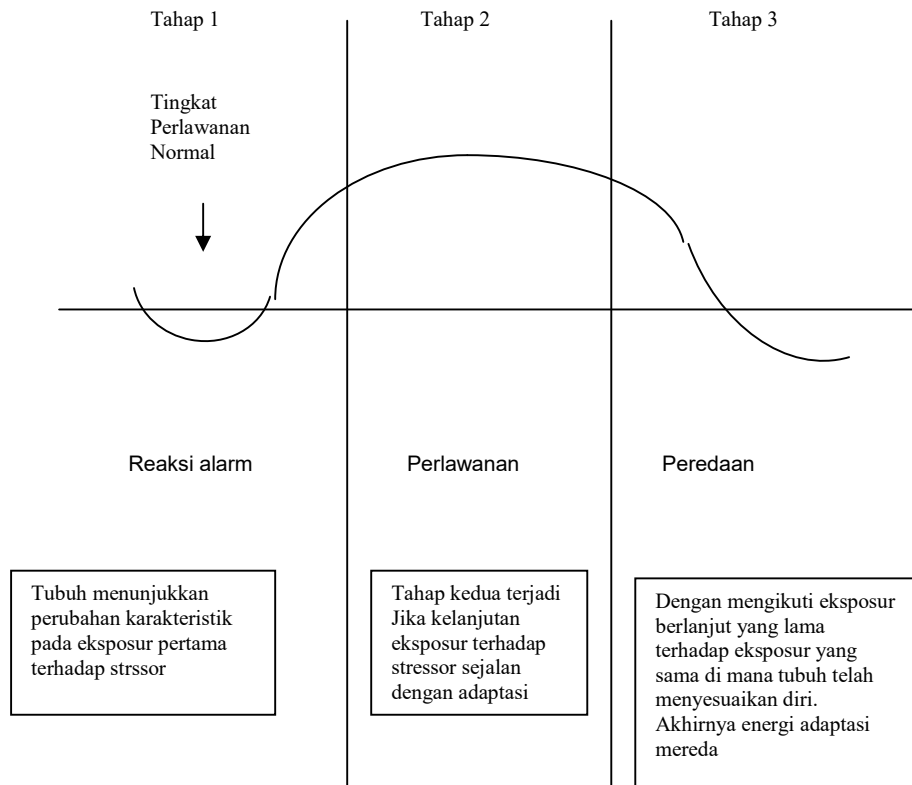 Tahap 1
Tahap 2
Tahap 3
Tingkat
Perlawanan
Normal
Reaksi alarm
Perlawanan
Peredaan
Tubuh menunjukkan
perubahan karakteristik
pada eksposur pertama
terhadap strssor
Tahap kedua terjadi
Jika kelanjutan
eksposur terhadap
stressor sejalan
dengan adaptasi
Dengan mengikuti eksposur
berlanjut yang lama
terhadap eksposur yang
sama di mana tubuh telah
menyesuaikan diri.
Akhirnya energi adaptasi
mereda